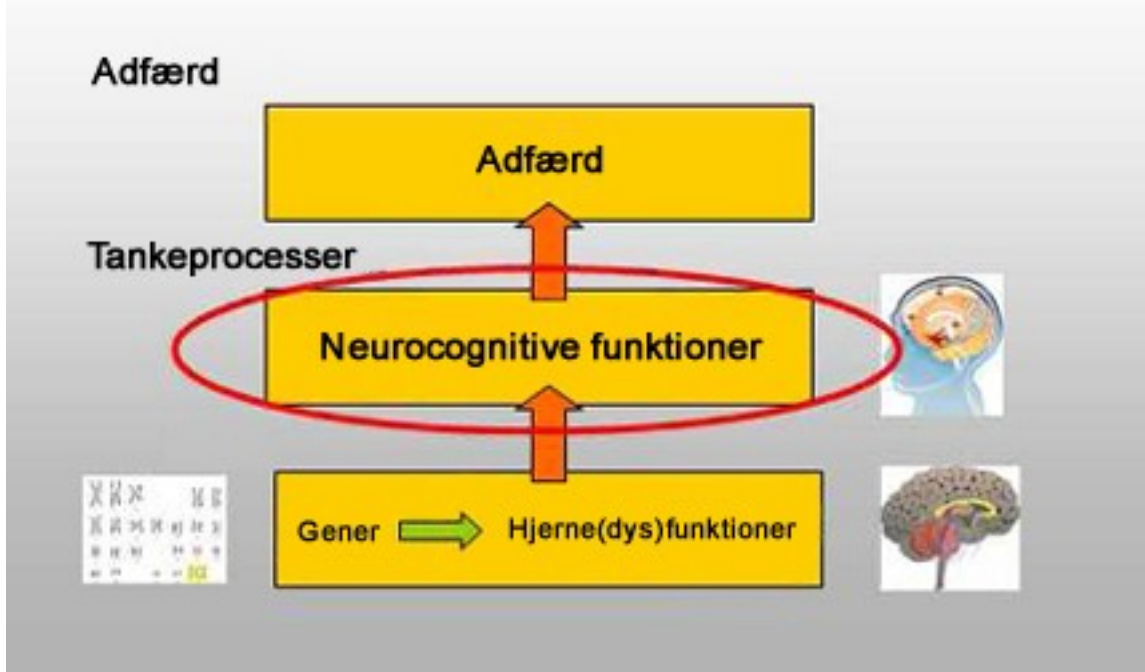 Adfærd
Adfærd
Tankeprocesser
Neurocognitive funktioner
Gener
Hjerne(dys)funktioner